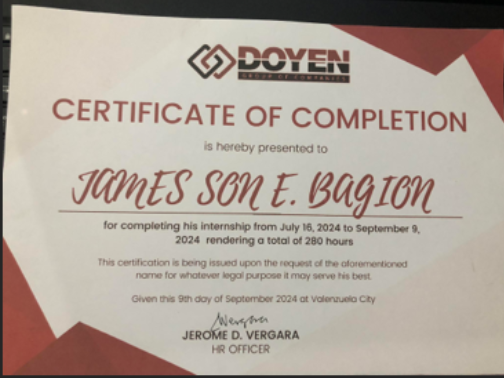 DOYEN
GROUP OF COMPANIES
CERTIFICATE OF COMPLETION
is hereby presented to
JAMES SON E. BAGION
for completing his internship from July 16, 2024 to September 9,
2024 rendering a total of 280 hours
This certification is being issued upon the request of the aforementioned
name for whatever legal purpose it may serve his best.
Given this 9th day of September 2024 at Valenzuela City
Vergara
JEROME D. VERGARA
HR OFFICER